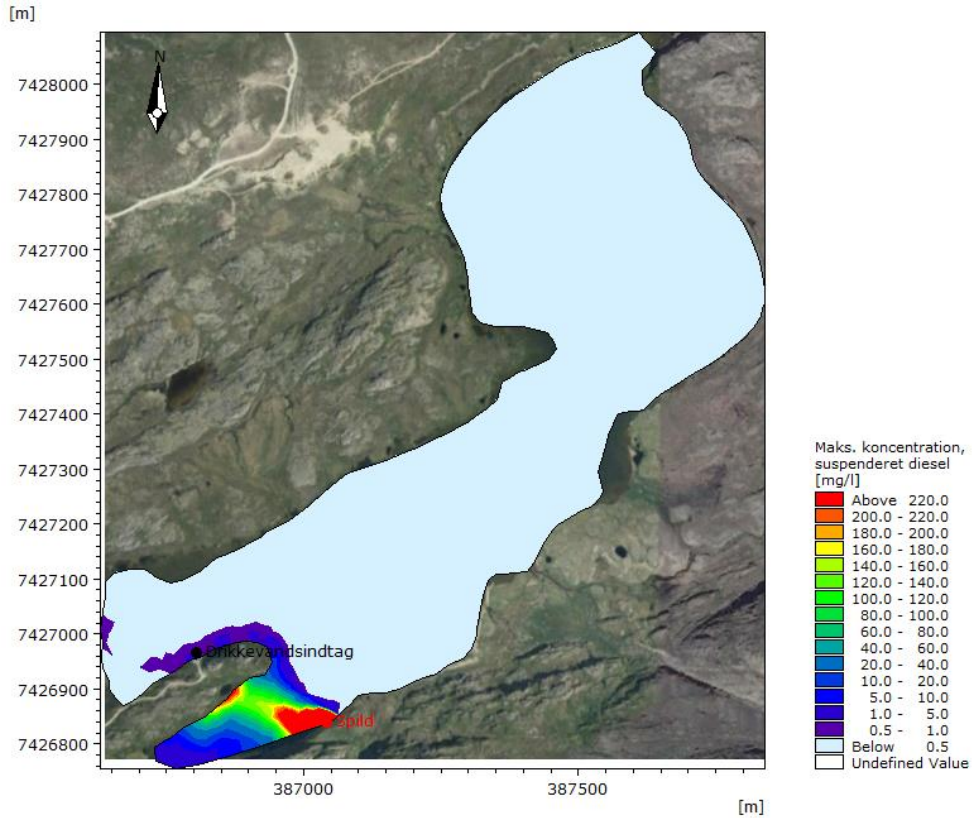 [m]
N
7428000
7427900
7427800
7427700
7427600
7427500
7427400
7427300
7427200
7427100
7427000
7426900
7426800
Drikkevandsindtag
Spild
387000
387500
[m]
Maks. koncentration,
suspenderet diesel
[mg/l]
Above 220.0
200.0 - 220.0
180.0 - 200.0
160.0 - 180.0
140.0 - 160.0
120.0 - 140.0
100.0 - 120.0
80.0 - 100.0
60.0 - 80.0
40.0 - 60.0
20.0 - 40.0
10.0 - 20.0
5.0 - 10.0
1.0 - 5.0
0.5 - 1.0
Below 0.5
Undefined Value